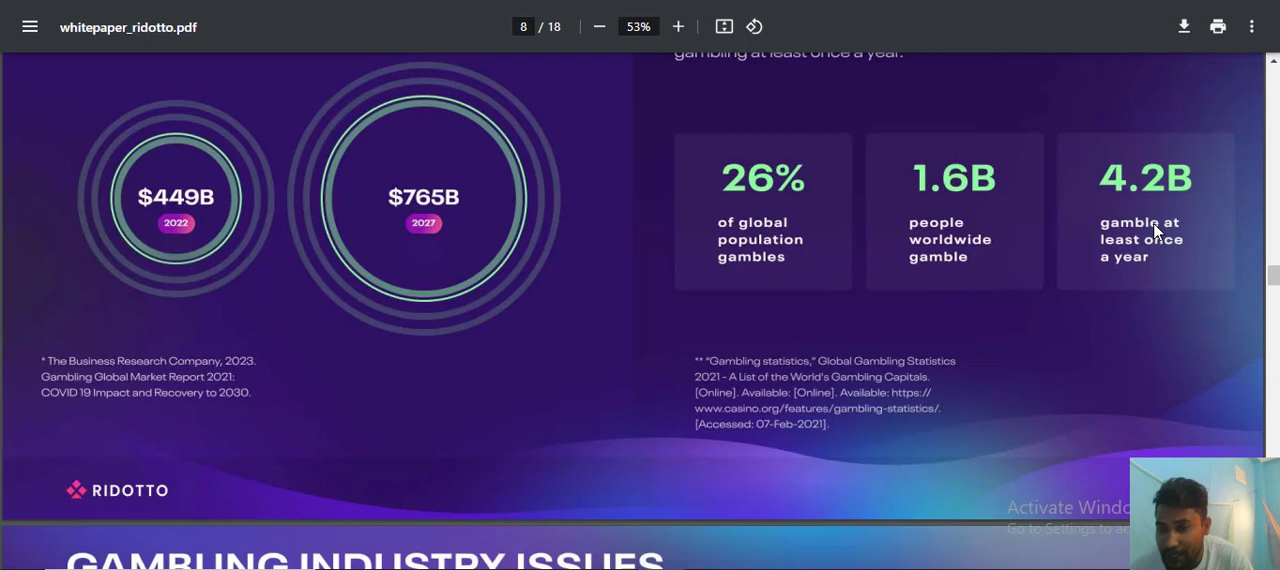 whitepaper_ridotto.pdf
8 / 18
53%
gambling at least once a year.
$449B
2022
$765B
2027
26%
of global
population
gambles
1.6B
people
worldwide
gamble
4.2B
gamble at
least once
a year
* The Business Research Company, 2023.
Gambling Global Market Report 2021:
COVID 19 Impact and Recovery to 2030.
** "Gambling statistics," Global Gambling Statistics
2021 - A List of the World's Gambling Capitals.
[Online]. Available: [Online]. Available: https://
www.casino.org/features/gambling-statistics/.
[Accessed: 07-Feb-2021].
RIDOTTO
Activate Windo
Go to Settings to ac
GAMBLING INDUSTRY ISSUES